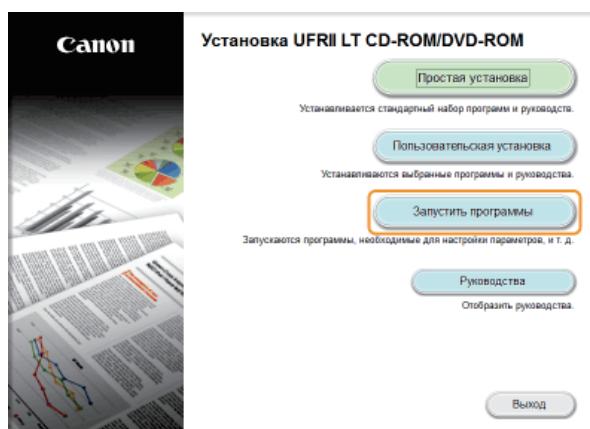 Canon
Установка UFRII LT CD-ROM/DVD-ROM
Простая установка
Устанавливается стандартный набор программ и руководств.
Пользовательская установка
Устанавливаются выбранные программы и руководства.
Запустить программы
Запускаются программы, необходимые для настройки параметров, и т. д.
Руководства
Отобразить руководства.
Выход